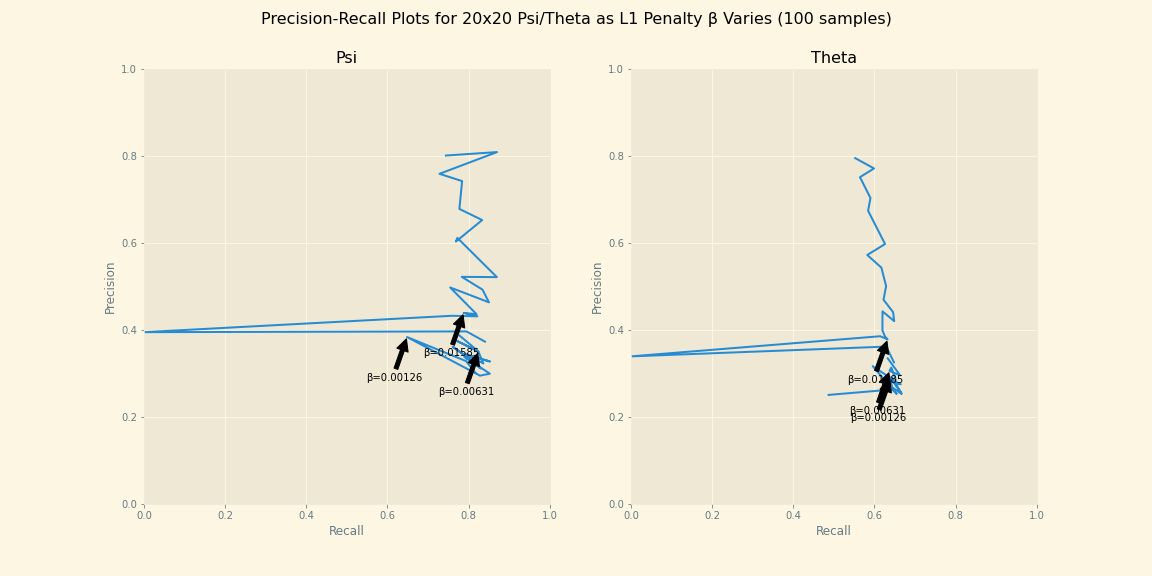 Precision-Recall Plots for 20x20 Psi/Theta as L1 Penalty β Varies (100 samples)
Psi
Precision
1.0
0.8
0.6
0.4
0.2
0.0
β=0.01585
β=0.00126
β=0.00631
0.0 0.2 0.4 0.6 0.8 1.0
Recall
Theta
Precision
1.0
0.8
0.6
0.4
0.2
0.0
β=0.01585
β=0.00631
β=0.00126
0.0 0.2 0.4 0.6 0.8 1.0
Recall